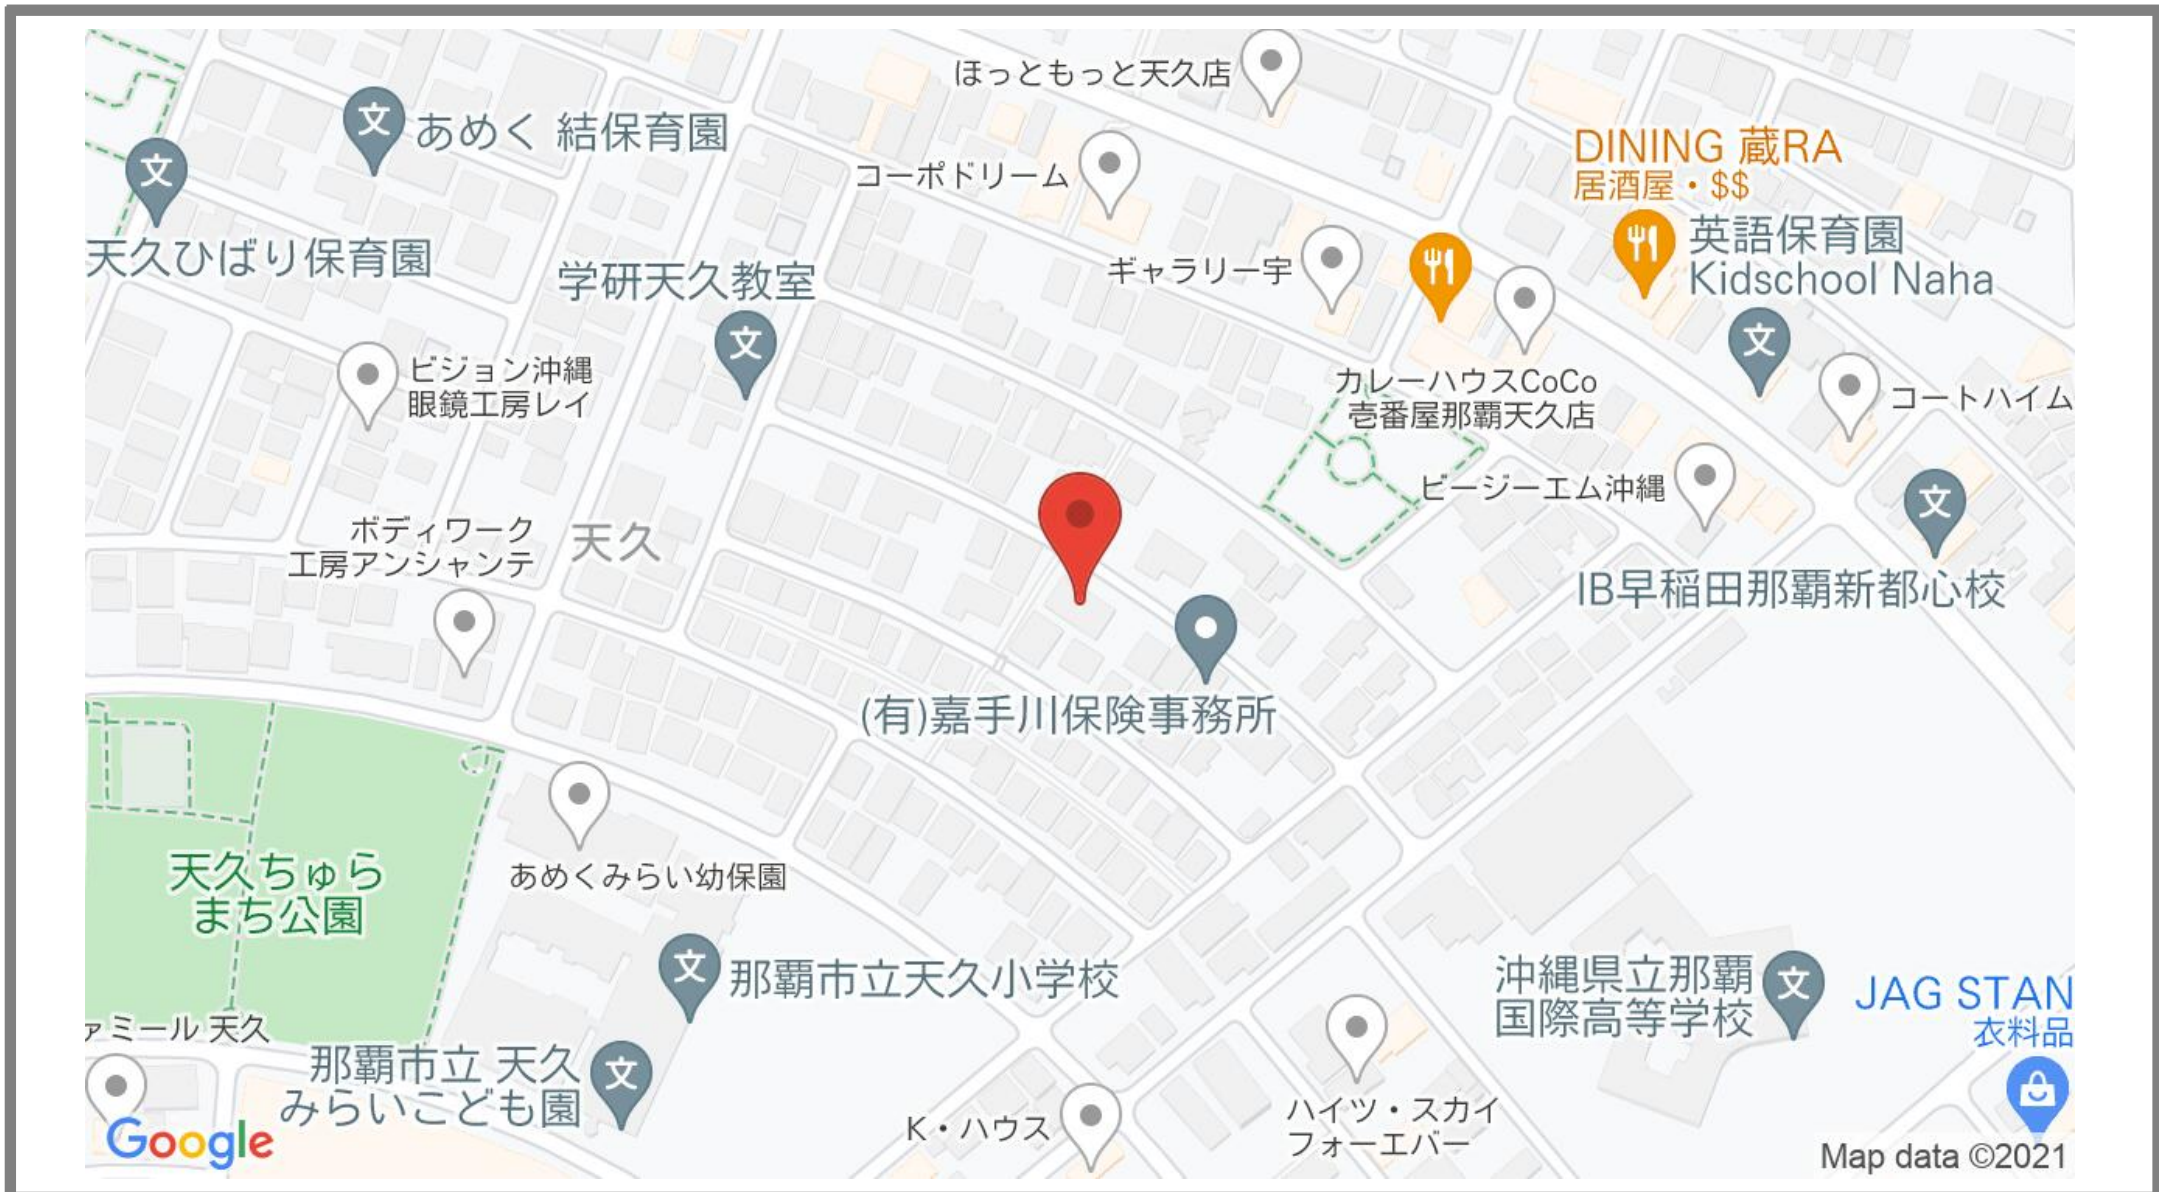 ほっともっと天久店
あめく 結保育園
コーポドリーム
DINING 蔵RA
居酒屋・$$
天久ひばり保育園
学研天久教室
ギャラリー宇
英語保育園
Kidschool Naha
ビジョン沖縄
眼鏡工房レイ
カレーハウスCoCo
壱番屋那覇天久店
コートハイム
ビージーエム沖縄
ボディワーク
工房アンシャンテ
天久
IB早稲田那覇新都心校
(有)嘉手川保険事務所
天久ちゅら
まち公園
あめくみらい幼保園
那覇市立天久小学校
沖縄県立那覇
国際高等学校
JAG STAN
衣料品
ァミール 天久
那覇市立 天久
みらいこども園
K・ハウス
ハイツ・スカイ
フォーエバー
Google
Map data ©2021
文
文
文
文
文
文
文
文